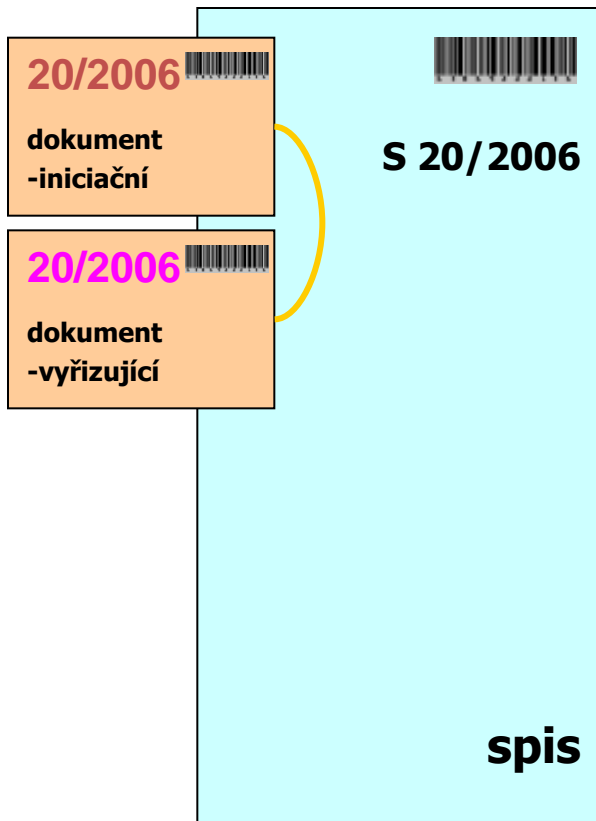 20/2006
dokument
-iniciační
S 20/2006
20/2006
dokument
-vyřizující
spis